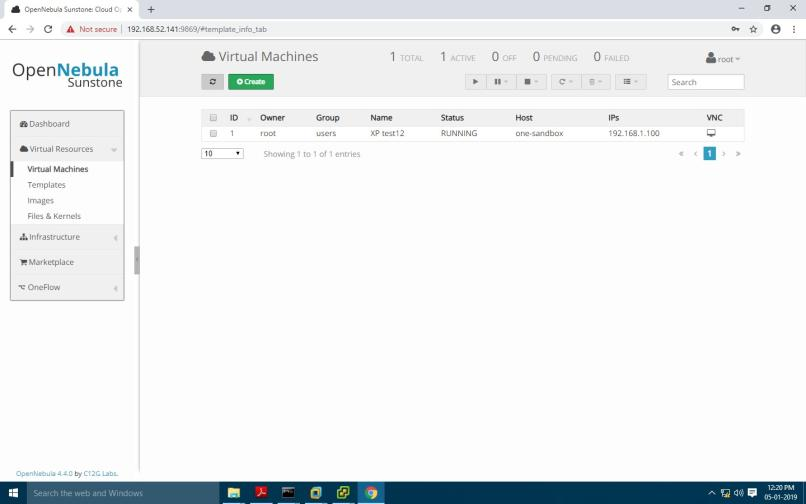 OpenNebula Sunstone: Cloud Op
Not secure | 192.168.52.141:9869/#template_info_tab
OpenNebula
Sunstone
Virtual Machines
1 TOTAL 1 ACTIVE 0 OFF 0 PENDING 0 FAILED
root
Create
Search
Dashboard
Virtual Resources
Virtual Machines
Templates
Images
Files & Kernels
Infrastructure
Marketplace
OneFlow
ID Owner Group Name Status Host IPs VNC
1 root users XP test12 RUNNING one-sandbox 192.168.1.100
10 Showing 1 to 1 of 1 entries
« < 1 > »
OpenNebula 4.4.0 by C12G Labs.
Search the web and Windows
12:20 PM
05-01-2019